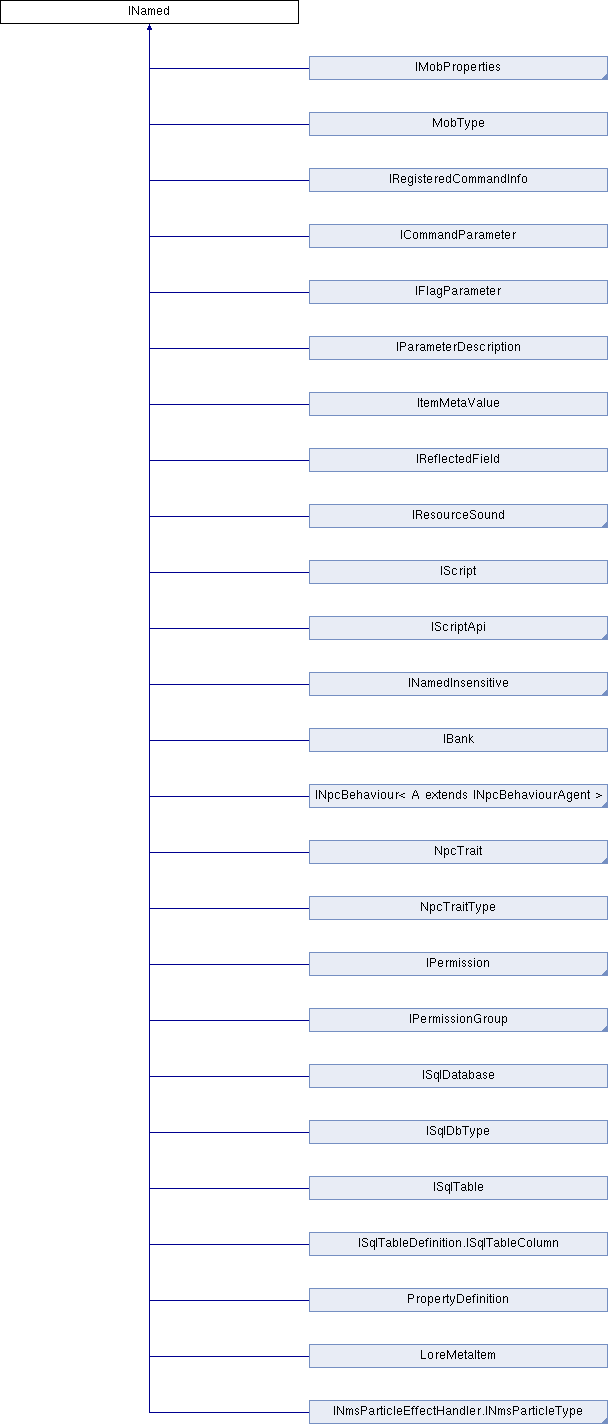 INamed
IMobProperties
MobType
IRegisteredCommandInfo
ICommandParameter
IFlagParameter
IParameterDescription
ItemMetaValue
IReflectedField
IResourceSound
IScript
IScriptApi
INamedInsensitive
IBank
INpcBehaviour< A extends INpcBehaviourAgent >
NpcTrait
NpcTraitType
IPermission
IPermissionGroup
ISqlDatabase
ISqlDbType
ISqlTable
ISqlTableDefinition.ISqlTableColumn
PropertyDefinition
LoreMetaItem
INmsParticleEffectHandler.INmsParticleType